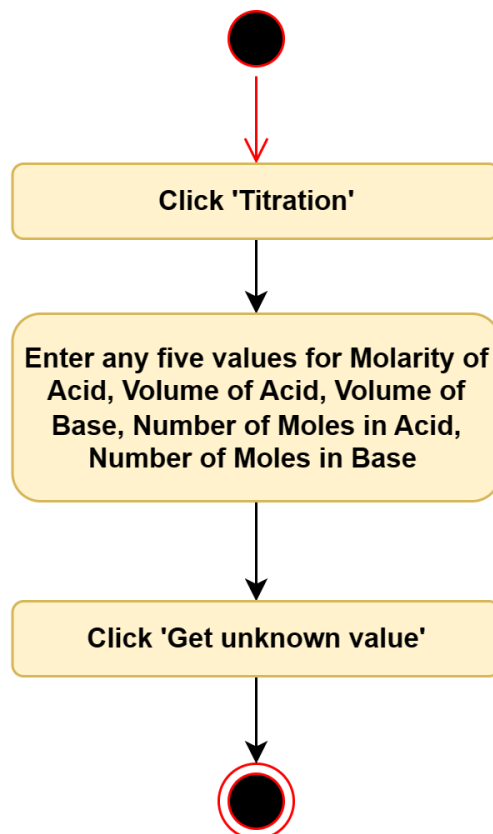 Click 'Titration'
Enter any five values for Molarity of
Acid, Volume of Acid, Volume of
Base, Number of Moles in Acid,
Number of Moles in Base
Click 'Get unknown value'